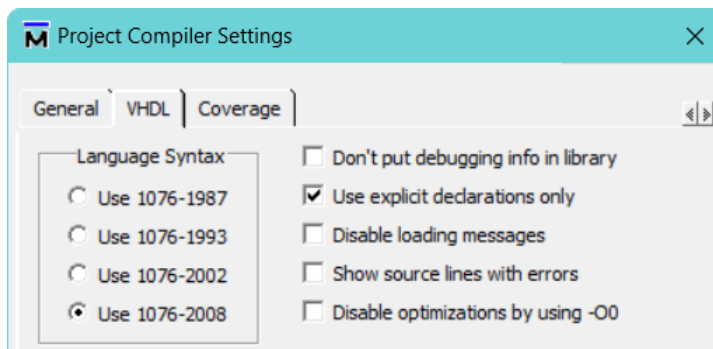 Project Compiler Settings
General VHDL Coverage
Language Syntax
Use 1076-1987
Use 1076-1993
Use 1076-2002
Use 1076-2008
Don't put debugging info in library
Use explicit declarations only
Disable loading messages
Show source lines with errors
Disable optimizations by using -O0